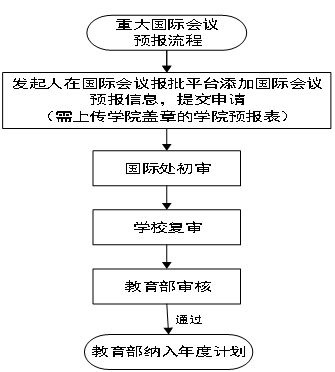 重大国际会议
预报流程
发起人在国际会议报批平台添加国际会议
预报信息，提交申请
（需上传学院盖章的学院预报表）
国际处初审
学校复审
教育部审核
通过
教育部纳入年度计划